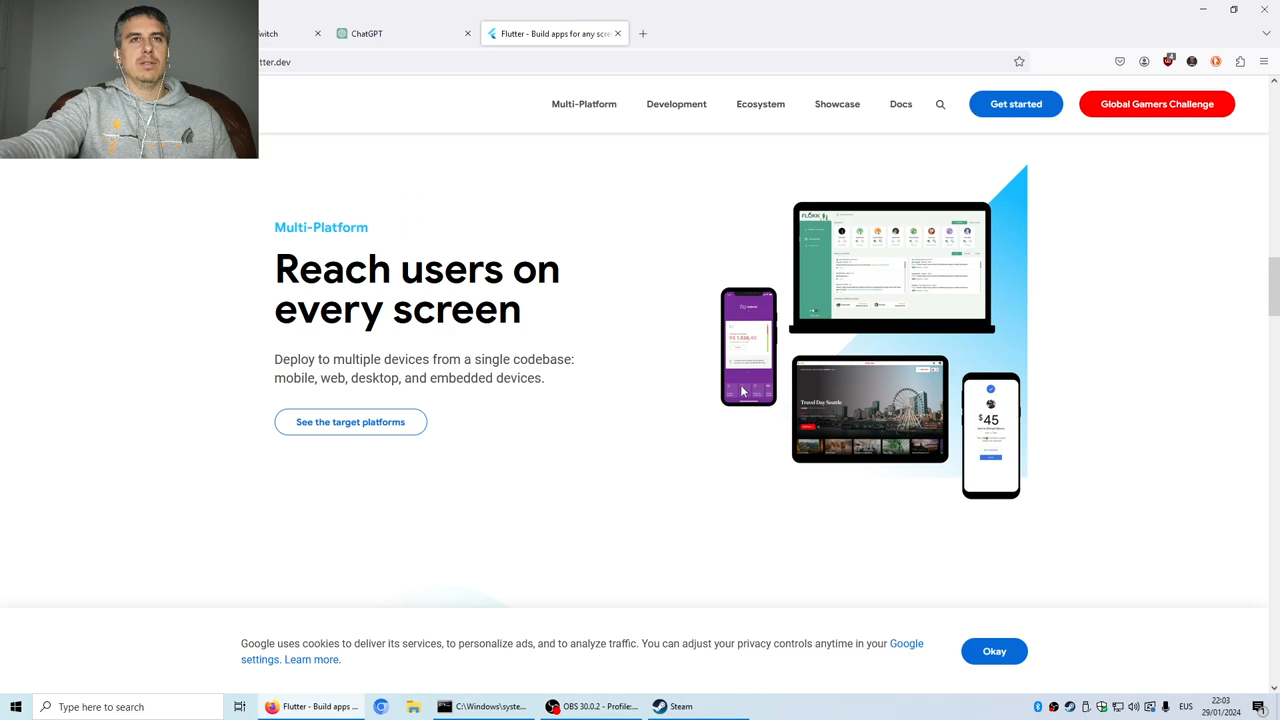 witch
ChatGPT
Flutter - Build apps for any scre
tter.dev
4
Multi-Platform
Development
Ecosystem
Showcase
Docs
Get started
Global Gamers Challenge
Multi-Platform
Reach users on
every screen
Deploy to multiple devices from a single codebase:
mobile, web, desktop, and embedded devices.
See the target platforms
FLOKK
Travel Day Seattle
$45
Google uses cookies to deliver its services, to personalize ads, and to analyze traffic. You can adjust your privacy controls anytime in your Google
settings. Learn more.
Okay
Type here to search
Flutter - Build apps ...
C:\Windows\syste...
OBS 30.0.2 - Profile:...
Steam
EUS
22:03
29/01/2024
1